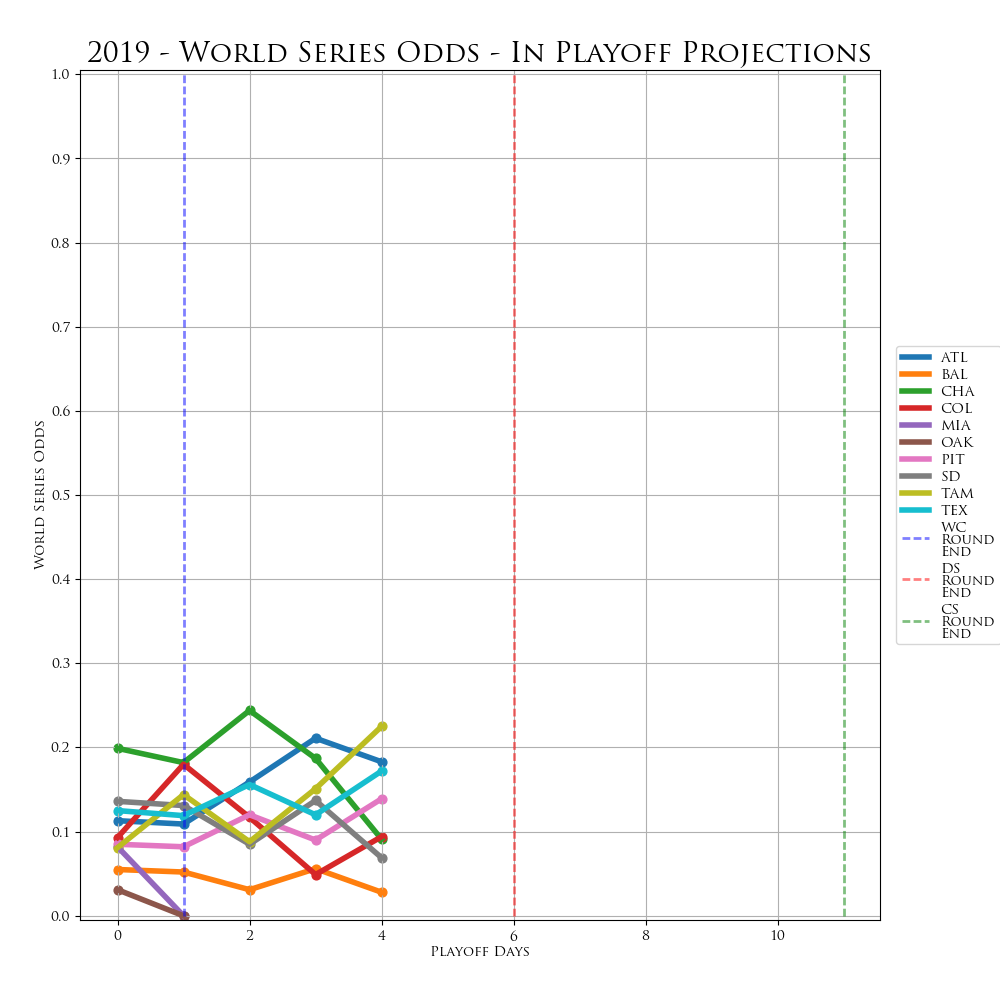 2019 - World Series Odds - In Playoff Projections
1.0
0.9
0.8
0.7
0.6
0.5
0.4
0.3
0.2
0.1
0.0
World Series Odds
0 2 4 6 8 10
Playoff Days
ATL
BAL
CHA
COL
MIA
OAK
PIT
SD
TAM
TEX
WC
Round
End
DS
Round
End
CS
Round
End